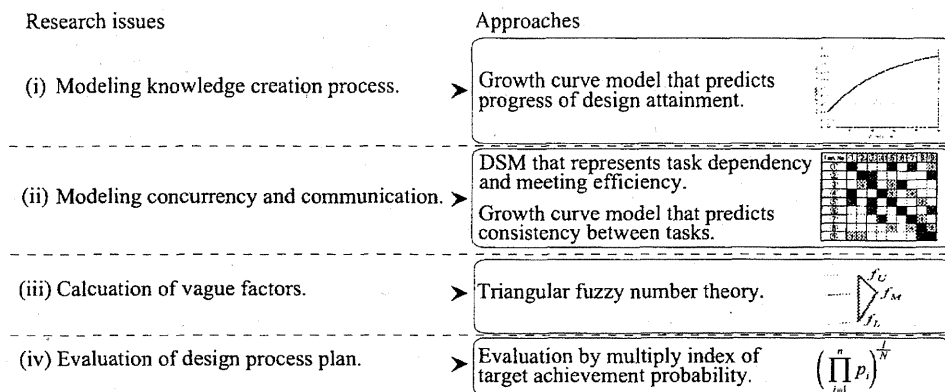 Research issues
Approaches
(i) Modeling knowledge creation process.
Growth curve model that predicts
progress of design attainment.
(ii) Modeling concurrency and communication.
DSM that represents task dependency
and meeting efficiency.
Growth curve model that predicts
consistency between tasks.
(iii) Calcuation of vague factors.
Triangular fuzzy number theory.
f_U
f_M
f_L
(iv) Evaluation of design process plan.
Evaluation by multiply index of
target achievement probability.
(∏_{i=1}^{n} p_i)^{1/N}